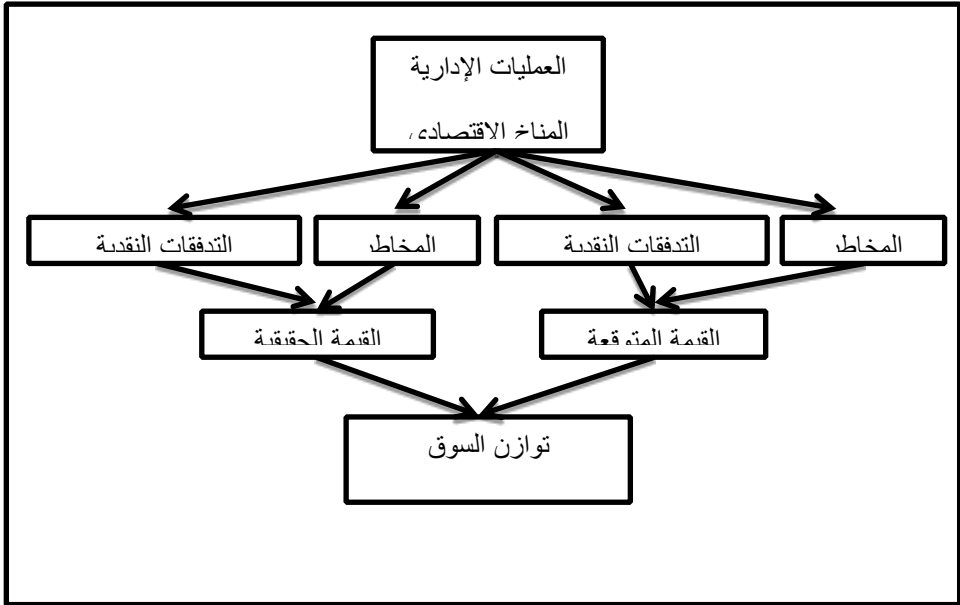 العمليات الإدارية
المناخ الاقتصادي،
المخاطر
التدفقات النقدية
المخاطر
التدفقات النقدية
القيمة المتوقعة
القيمة الحقيقية
توازن السوق